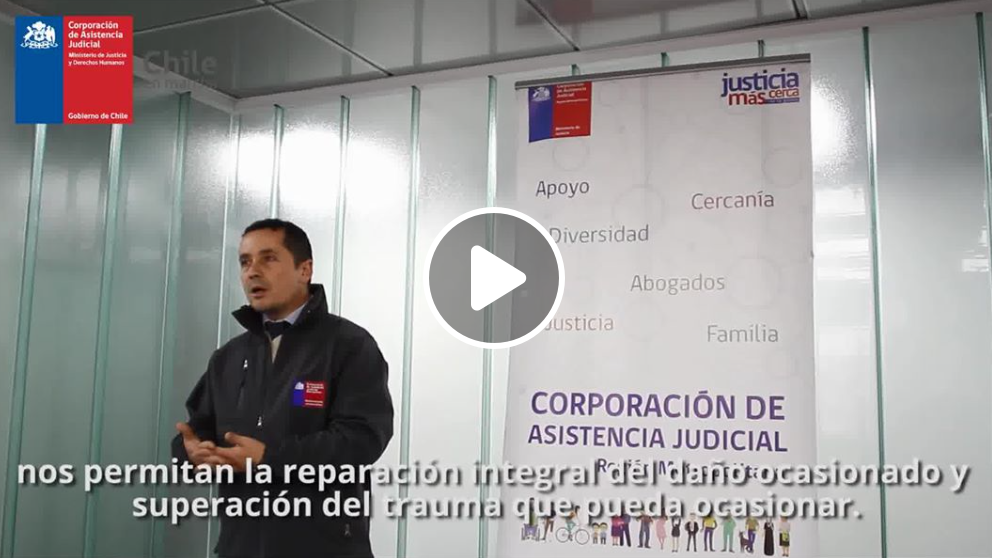 Corporación
de Asistencia
Judicial
Ministerio de Justicia
y Derechos Humanos
Gobierno de Chile
Chile
justicia
más cerca
Apoyo
Cercanía
Diversidad
Abogados
Justicia
Familia
CORPORACIÓN DE
ASISTENCIA JUDICIAL
Región Metropolitana
nos permitan la reparación integral del daño ocasionado y
superación del trauma que pueda ocasionar.